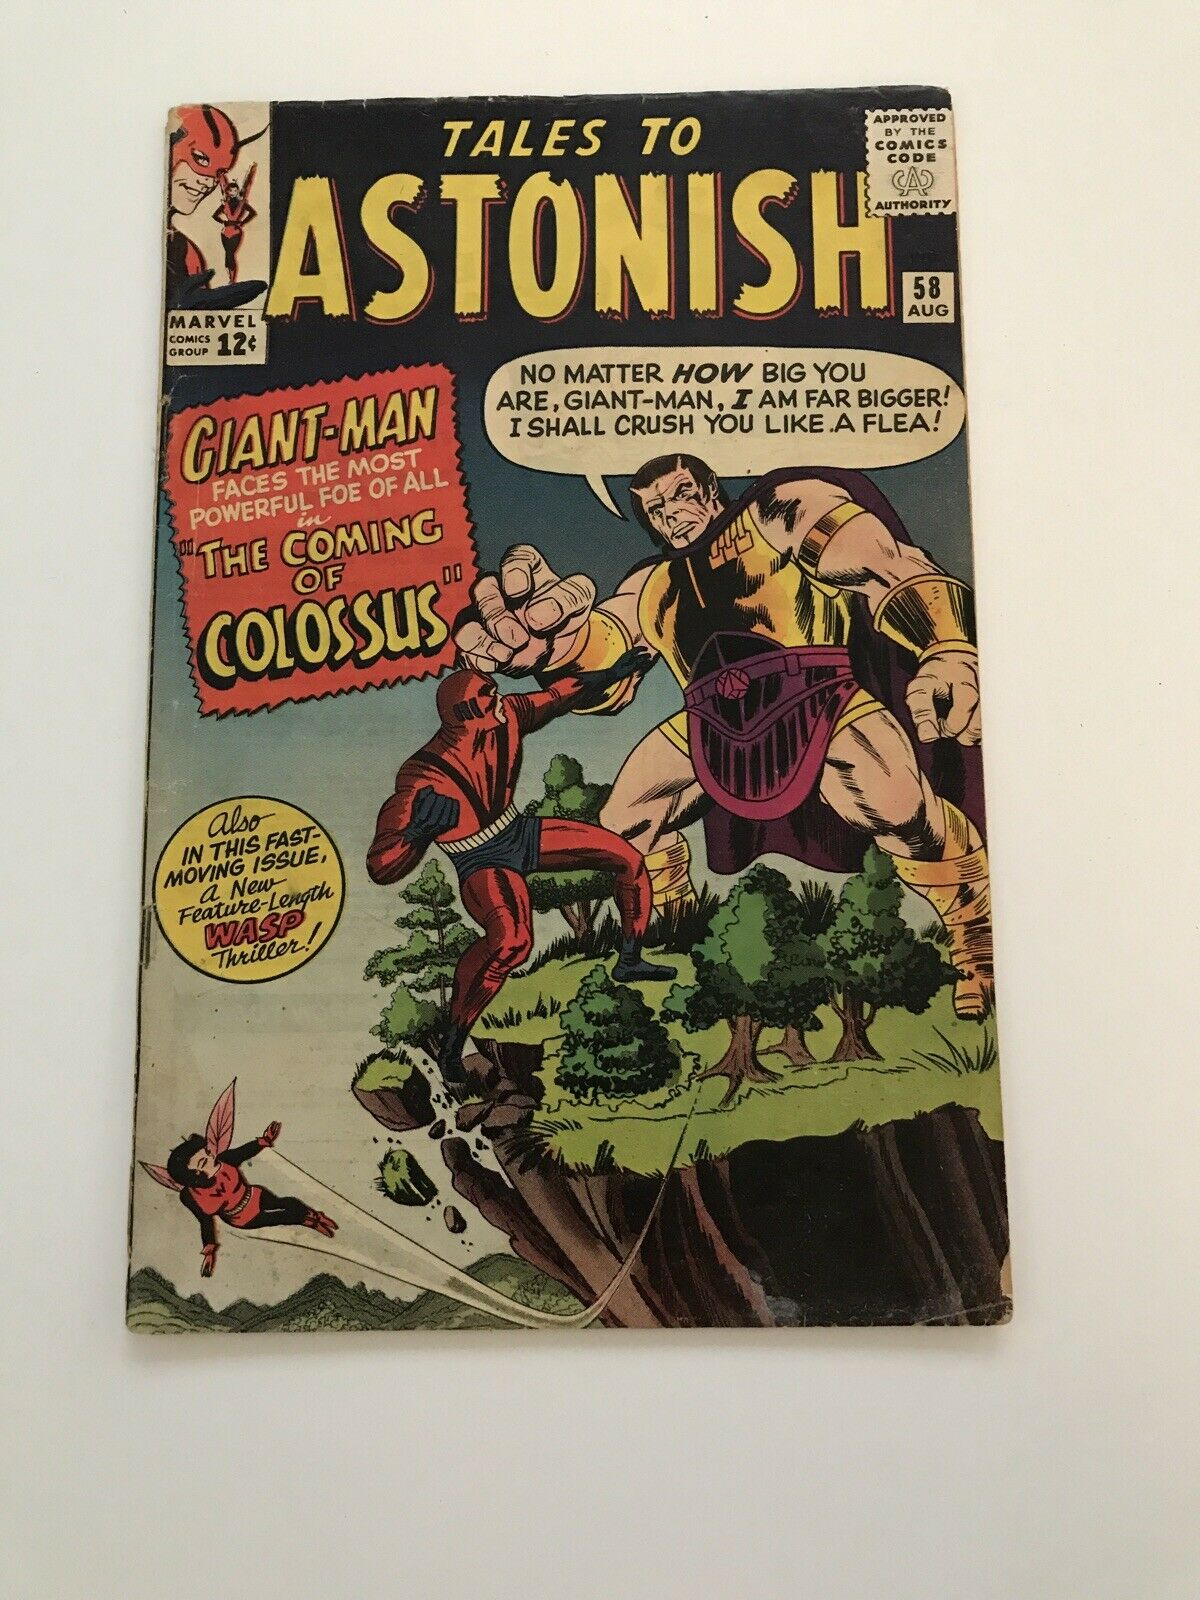 TALES TO
ASTONISH
APPROVED
BY THE
COMICS
CODE
CA
AUTHORITY
58
AUG
MARVEL
COMICS
GROUP 12¢
NO MATTER HOW BIG YOU
ARE, GIANT-MAN, I AM FAR BIGGER!
I SHALL CRUSH YOU LIKE A FLEA!
GIANT-MAN
FACES THE MOST
POWERFUL FOE OF ALL
in
"THE COMING
OF
COLOSSUS"
Also
IN THIS FAST-
MOVING ISSUE,
A New
Feature-Length
WASP
Thriller!